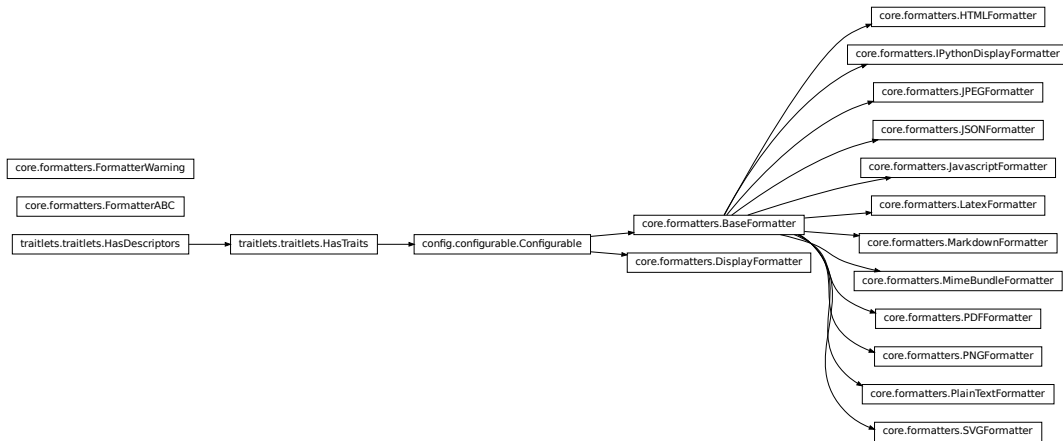 core.formatters.FormatterWarning
core.formatters.FormatterABC
traitlets.traitlets.HasDescriptors
traitlets.traitlets.HasTraits
config.configurable.Configurable
core.formatters.BaseFormatter
core.formatters.DisplayFormatter
core.formatters.HTMLFormatter
core.formatters.IPythonDisplayFormatter
core.formatters.JPEGFormatter
core.formatters.JSONFormatter
core.formatters.JavascriptFormatter
core.formatters.LatexFormatter
core.formatters.MarkdownFormatter
core.formatters.MimeBundleFormatter
core.formatters.PDFFormatter
core.formatters.PNGFormatter
core.formatters.PlainTextFormatter
core.formatters.SVGFormatter